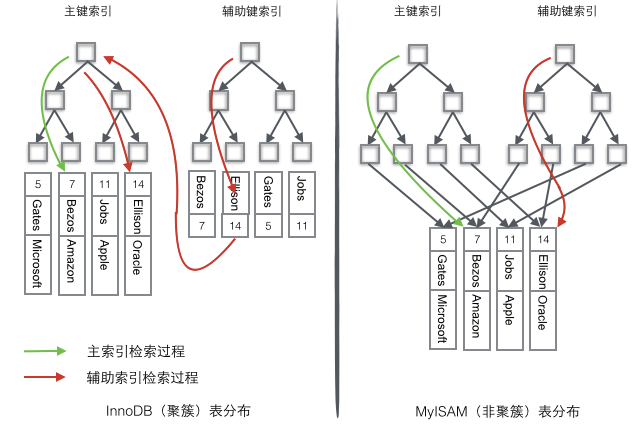 主键索引
辅助键索引
5
Gates
Microsoft
7
Bezos
Amazon
11
Jobs
Apple
14
Ellison
Oracle
Bezos
7
Ellison
14
Gates
5
Jobs
11
主索引检索过程
辅助索引检索过程
InnoDB（聚簇）表分布
主键索引
辅助键索引
5
Gates
Microsoft
7
Bezos
Amazon
11
Jobs
Apple
14
Ellison
Oracle
MyISAM（非聚簇）表分布